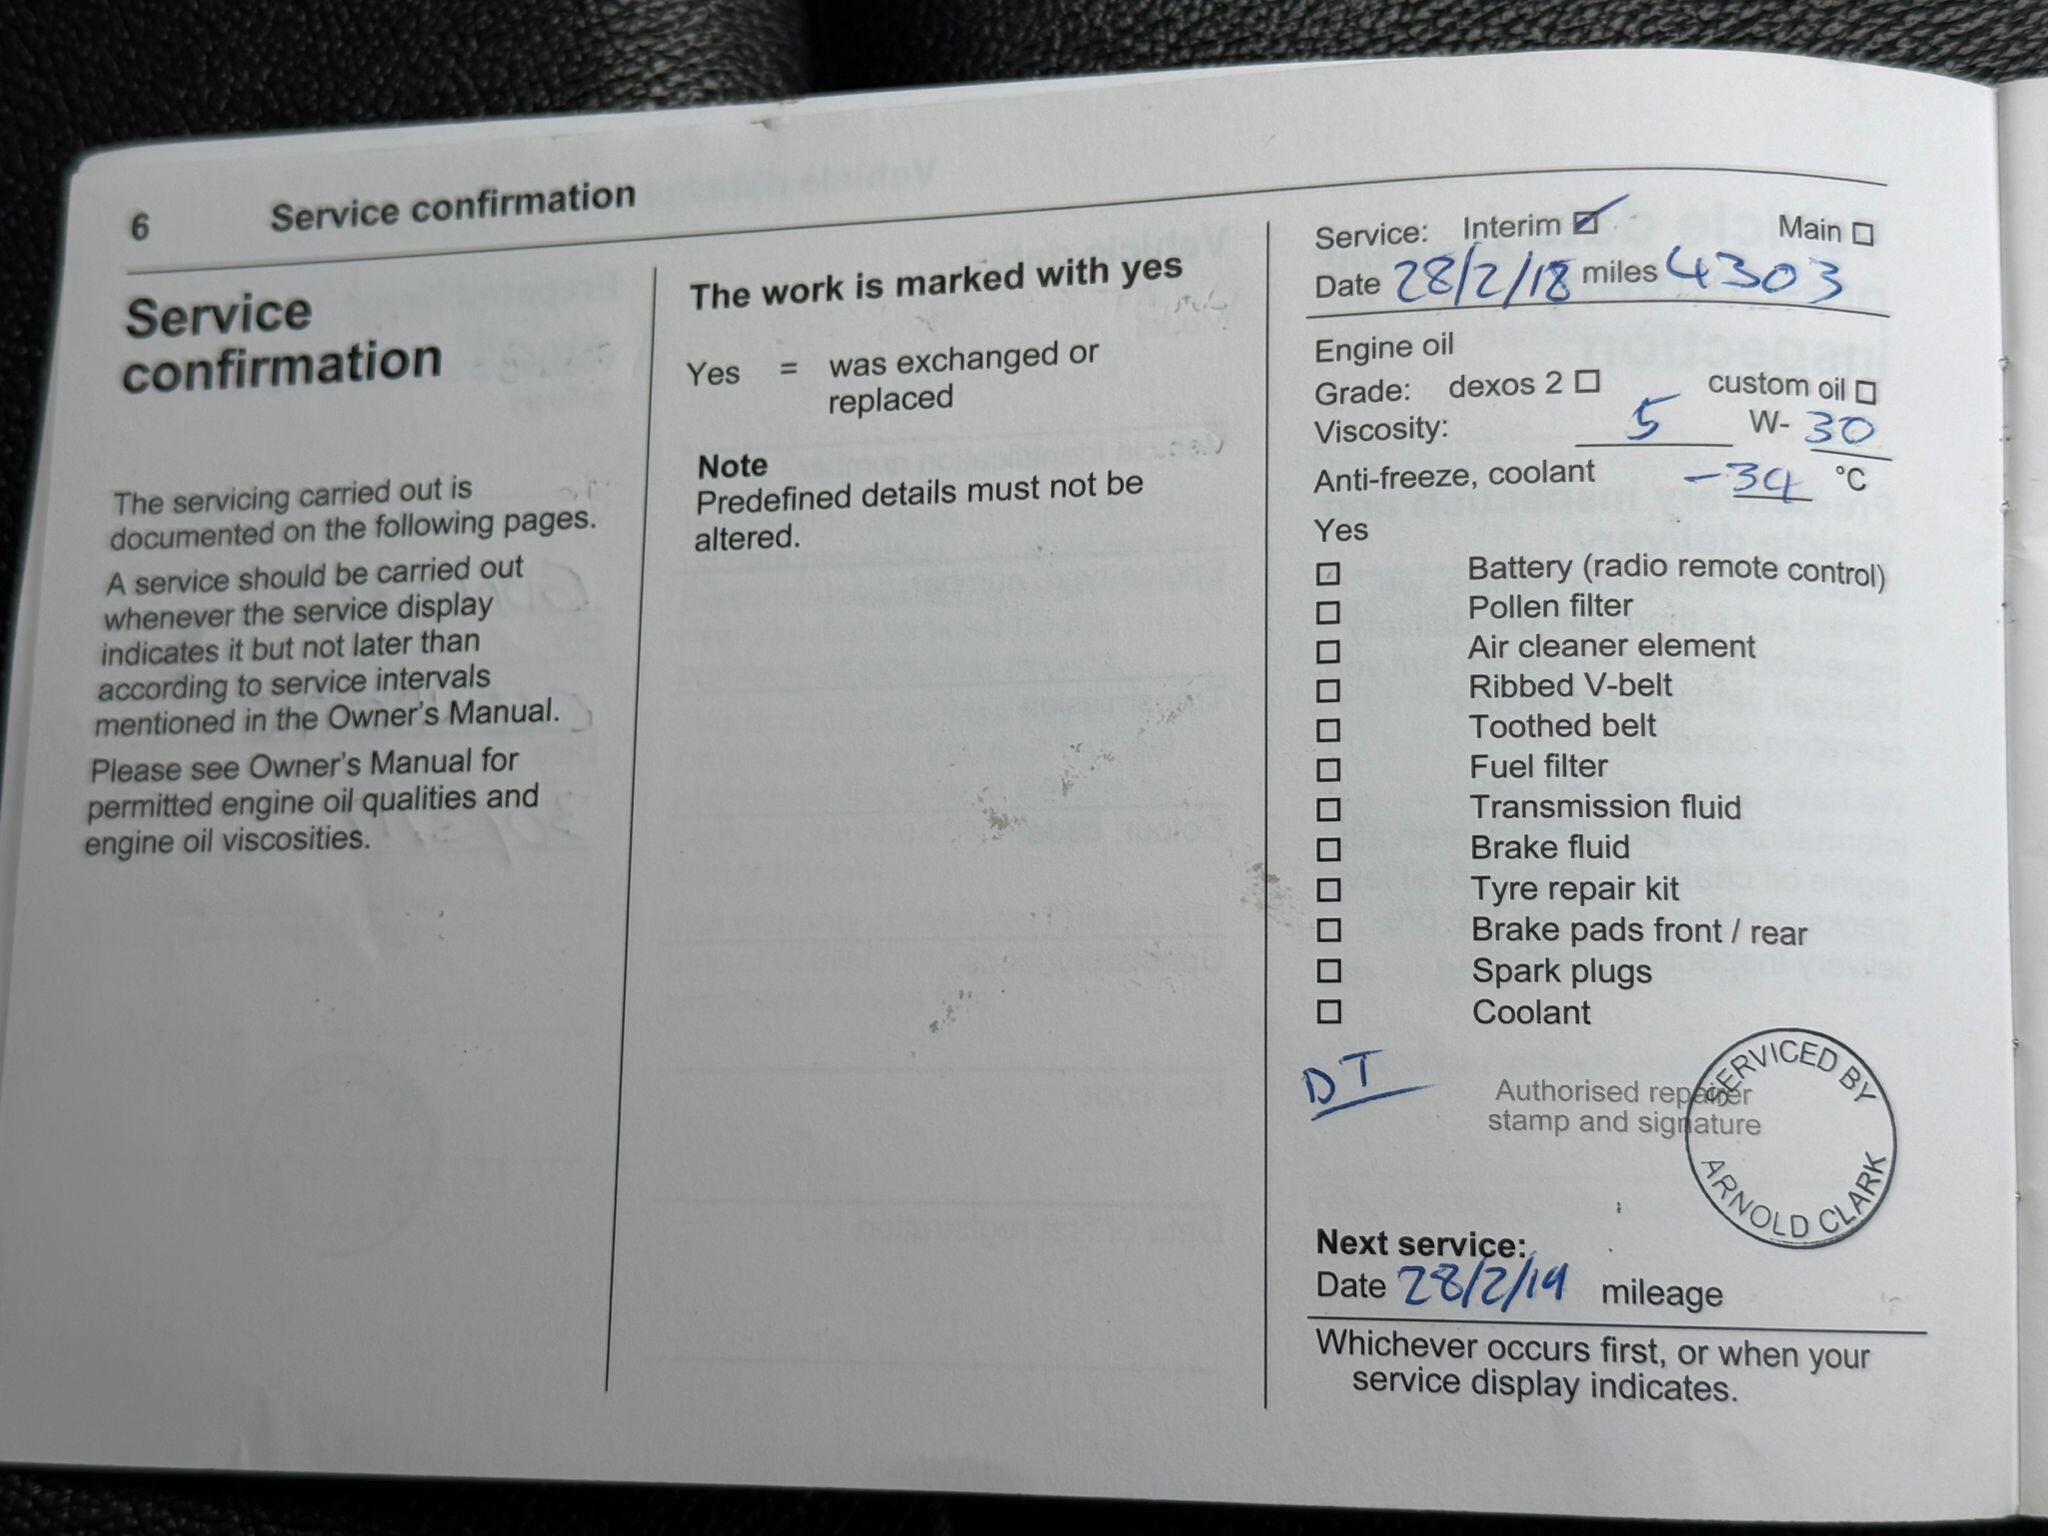 6 Service confirmation
Service
confirmation
The servicing carried out is
documented on the following pages.
A service should be carried out
whenever the service display
indicates it but not later than
according to service intervals
mentioned in the Owner's Manual.
Please see Owner's Manual for
permitted engine oil qualities and
engine oil viscosities.
The work is marked with yes
Yes = was exchanged or
replaced
Note
Predefined details must not be
altered.
Service: Interim ☑ Main ☐
Date 28/2/18 miles 4303
Engine oil
Grade: dexos 2 ☐ custom oil ☐
Viscosity: 5 W- 30
Anti-freeze, coolant -34 °C
Yes
☐ Battery (radio remote control)
☐ Pollen filter
☐ Air cleaner element
☐ Ribbed V-belt
☐ Toothed belt
☐ Fuel filter
☐ Transmission fluid
☐ Brake fluid
☐ Tyre repair kit
☐ Brake pads front / rear
☐ Spark plugs
☐ Coolant
DT
Authorised repairer
stamp and signature
SERVICED BY
ARNOLD CLARK
Next service:
Date 28/2/19 mileage
Whichever occurs first, or when your
service display indicates.